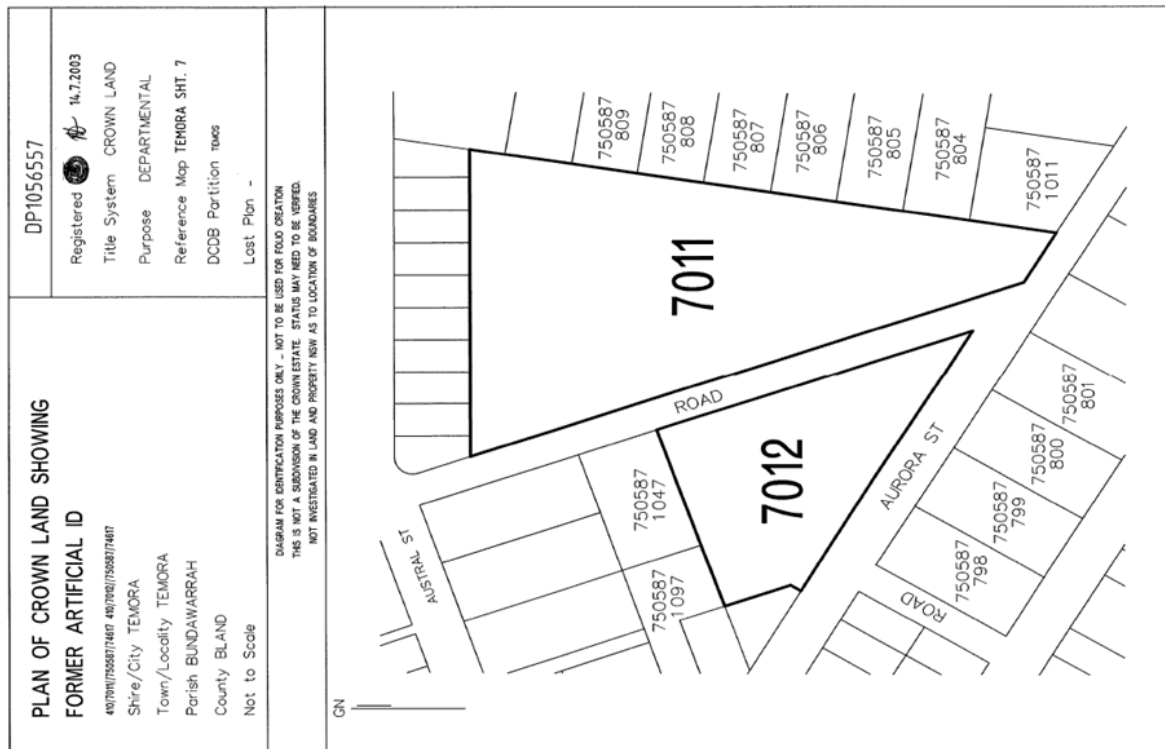 PLAN OF CROWN LAND SHOWING
FORMER ARTIFICIAL ID
410/7011//750587/74617 410/7012//750587/74617
Shire/City TEMORA
Town/Locality TEMORA
Parish BUNDAWARRAH
County BLAND
Not to Scale
DP1056557
Registered 14.7.2003
Title System CROWN LAND
Purpose DEPARTMENTAL
Reference Map TEMORA SHT. 7
DCDB Partition TEMOS
Last Plan -
DIAGRAM FOR IDENTIFICATION PURPOSES ONLY _ NOT TO BE USED FOR FOLIO CREATION
THIS IS NOT A SUBDIVISION OF THE CROWN ESTATE. STATUS MAY NEED TO BE VERIFIED.
NOT INVESTIGATED IN LAND AND PROPERTY NSW AS TO LOCATION OF BOUNDARIES
GN
AUSTRAL ST
750587
1097
750587
1047
ROAD
7012
7011
AURORA ST
ROAD
750587
798
750587
799
750587
800
750587
801
750587
809
750587
808
750587
807
750587
806
750587
805
750587
804
750587
1011